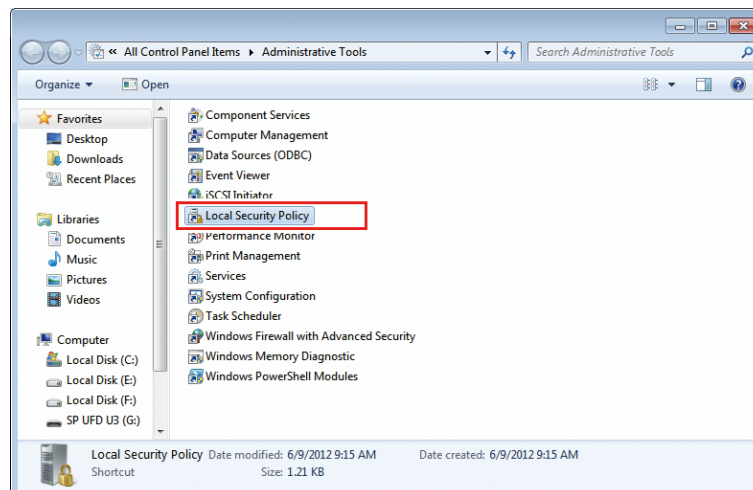 « All Control Panel Items ▸ Administrative Tools
Search Administrative Tools
Organize ▾ Open
Favorites
Desktop
Downloads
Recent Places
Libraries
Documents
Music
Pictures
Videos
Computer
Local Disk (C:)
Local Disk (E:)
Local Disk (F:)
SP UFD U3 (G:)
Component Services
Computer Management
Data Sources (ODBC)
Event Viewer
iSCSI Initiator
Local Security Policy
Performance Monitor
Print Management
Services
System Configuration
Task Scheduler
Windows Firewall with Advanced Security
Windows Memory Diagnostic
Windows PowerShell Modules
Local Security Policy Date modified: 6/9/2012 9:15 AM Date created: 6/9/2012 9:15 AM
Shortcut Size: 1.21 KB